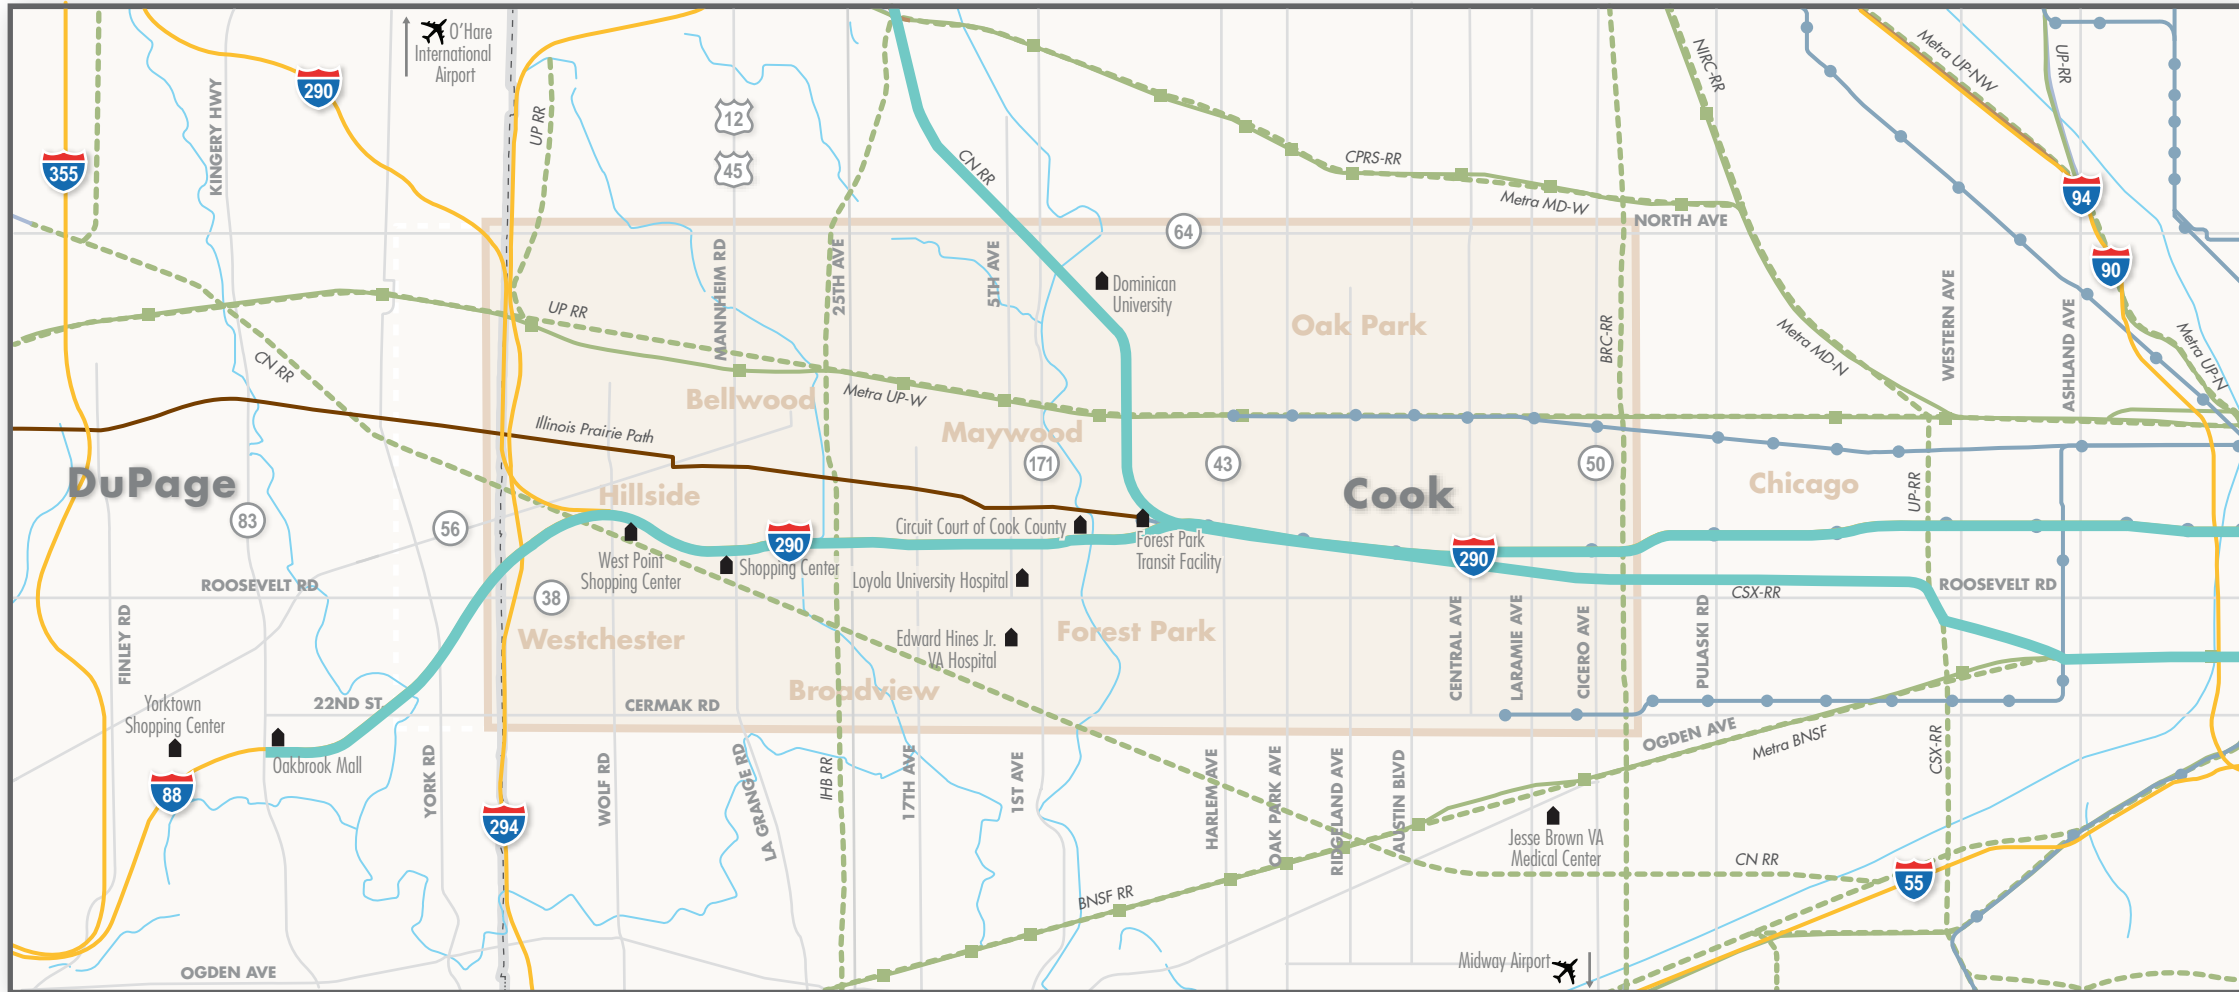 O'Hare
International
Airport
290
355
KINGERY HWY
UP RR
12
45
CN RR
CPRS-RR
Metra MD-W
NIRC-RR
Metra UP-NW
UP-RR
94
90
NORTH AVE
64
MANNHEIM RD
25TH AVE
5TH AVE
Dominican
University
Oak Park
BRC-RR
Metra MD-N
WESTERN AVE
ASHLAND AVE
Metra UP-N
UP RR
CN RR
Bellwood
Metra UP-W
Maywood
Illinois Prairie Path
DuPage
Hillside
171
43
Cook
50
Chicago
UP-RR
83
56
Circuit Court of Cook County
290
West Point
Shopping Center
Shopping Center
Forest Park
Transit Facility
290
Loyola University Hospital
ROOSEVELT RD
38
CSX-RR
ROOSEVELT RD
FINLEY RD
Westchester
Edward Hines Jr.
VA Hospital
Forest Park
CENTRAL AVE
LARAMIE AVE
CICERO AVE
PULASKI RD
Broadview
22ND ST
CERMAK RD
Yorktown
Shopping Center
Oakbrook Mall
88
YORK RD
294
WOLF RD
LA GRANGE RD
IHB RR
17TH AVE
1ST AVE
HARLEM AVE
OAK PARK AVE
RIDGELAND AVE
AUSTIN BLVD
OGDEN AVE
Metra BNSF
CSX-RR
Jesse Brown VA
Medical Center
CN RR
55
BNSF RR
Midway Airport
OGDEN AVE